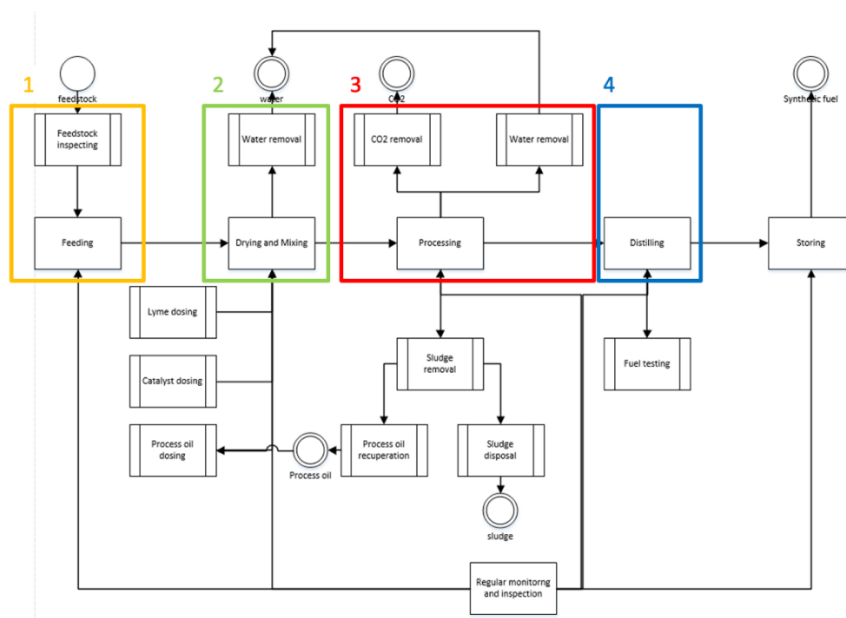 1
2
3
4
feedstock
water
CO2
Synthetic fuel
Feedstock
inspecting
Water removal
CO2 removal
Water removal
Feeding
Drying and Mixing
Processing
Distilling
Storing
Lyme dosing
Sludge
removal
Fuel testing
Catalyst dosing
Process oil
dosing
Process oil
Process oil
recuperation
Sludge
disposal
sludge
Regular monitorng
and inspection